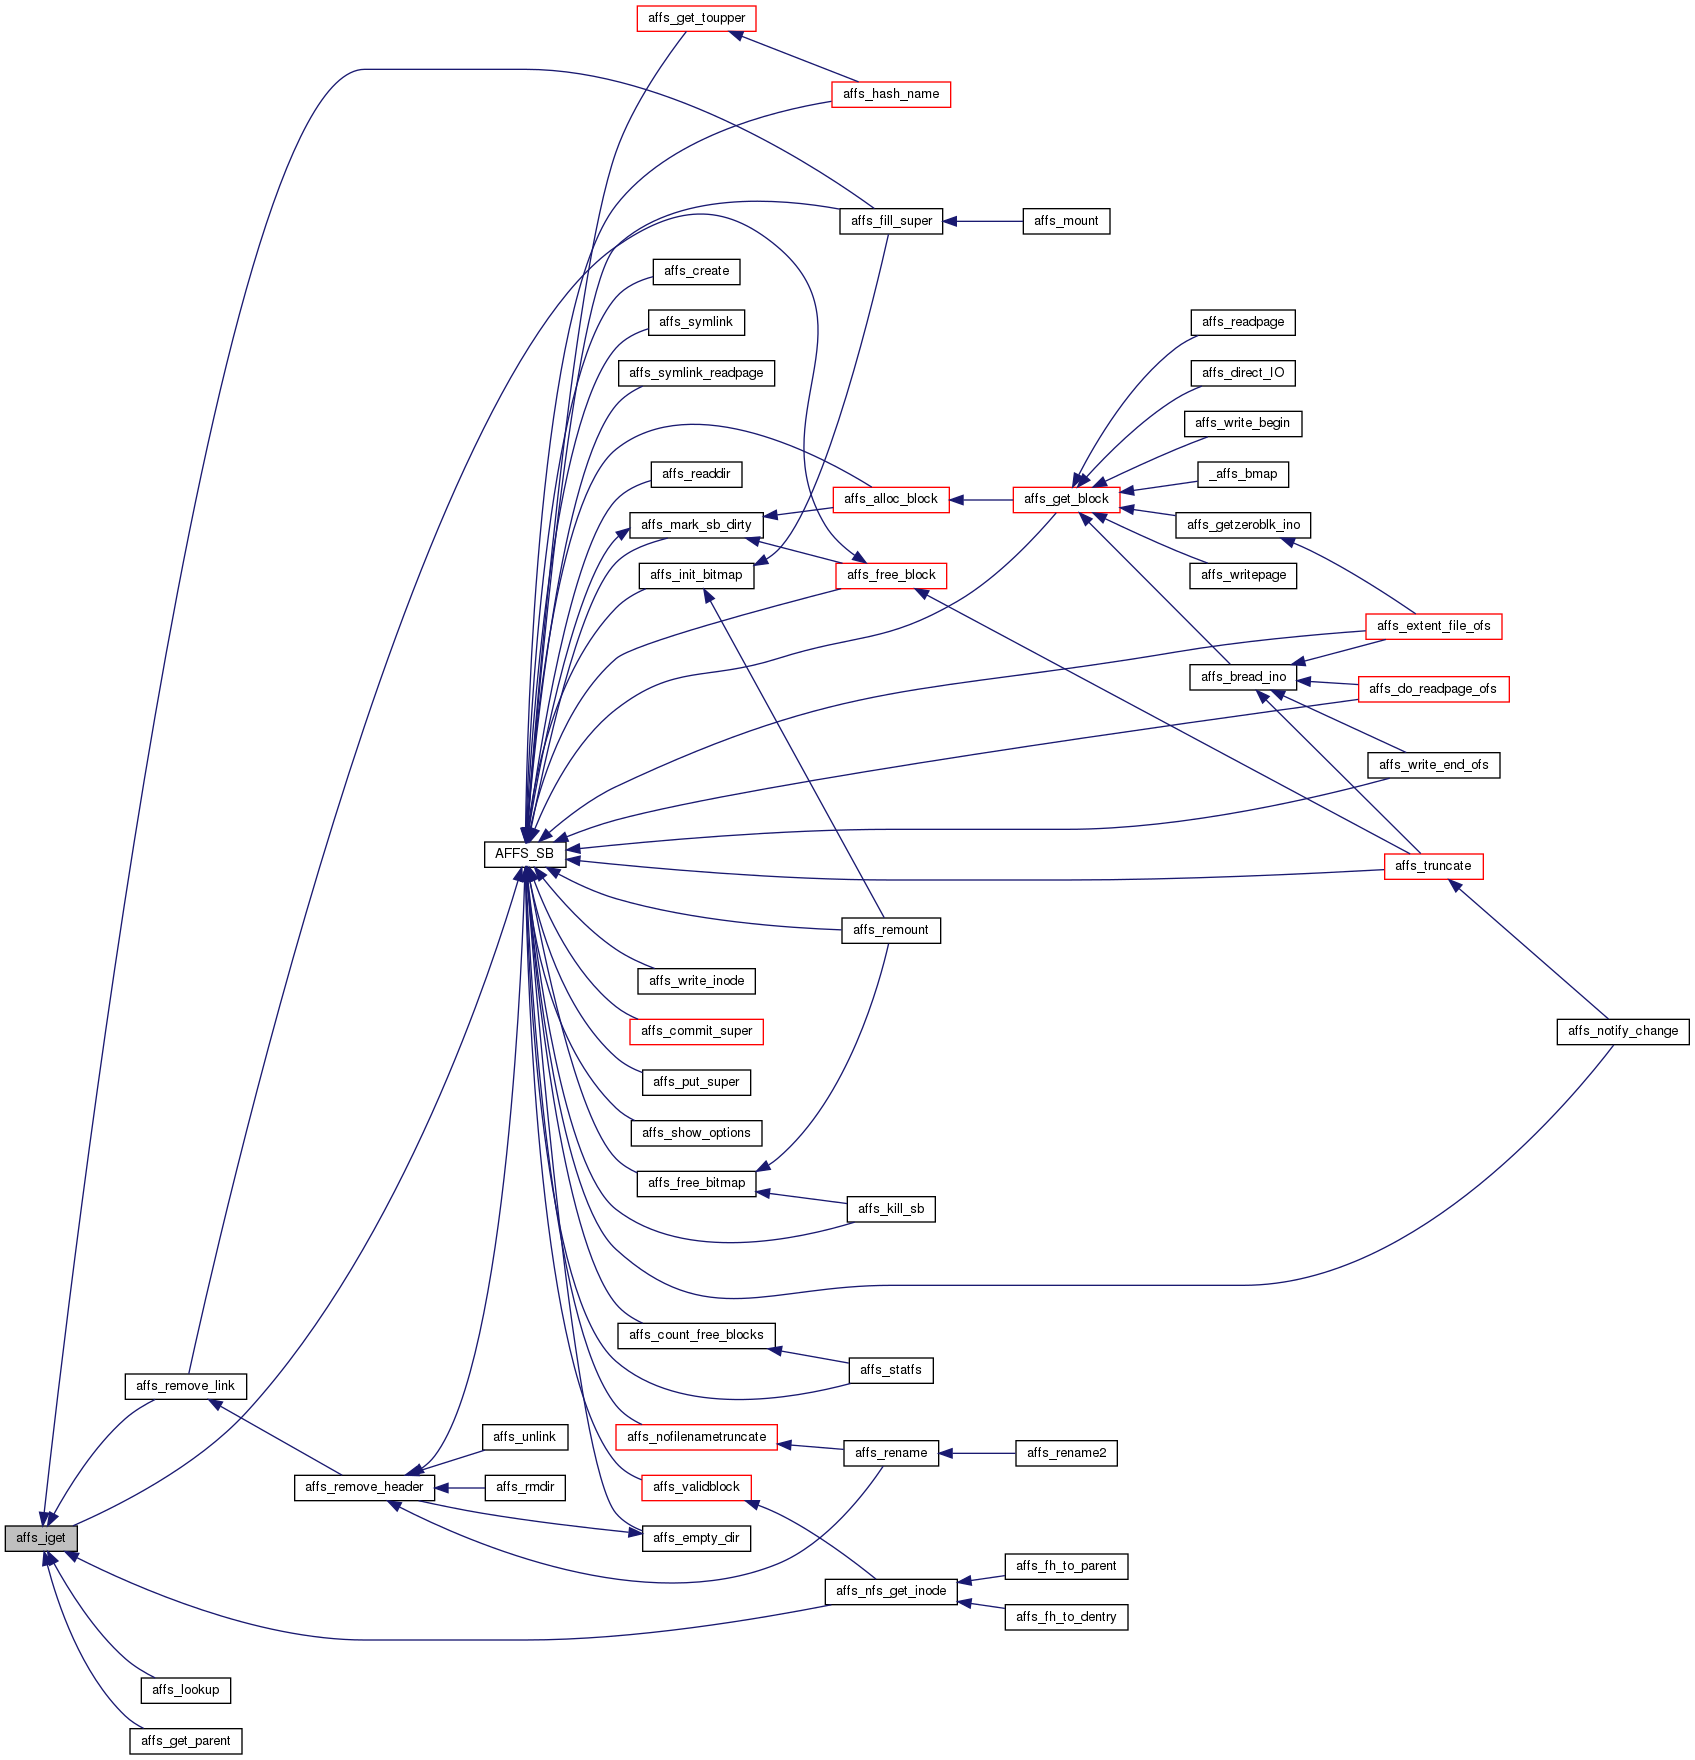 affs_get_toupper
affs_hash_name
affs_fill_super
affs_mount
affs_create
affs_symlink
affs_readpage
affs_symlink_readpage
affs_direct_IO
affs_write_begin
affs_readdir
_affs_bmap
affs_alloc_block
affs_get_block
affs_mark_sb_dirty
affs_getzeroblk_ino
affs_init_bitmap
affs_free_block
affs_writepage
affs_extent_file_ofs
affs_bread_ino
affs_do_readpage_ofs
affs_write_end_ofs
AFFS_SB
affs_truncate
affs_remount
affs_write_inode
affs_commit_super
affs_notify_change
affs_put_super
affs_show_options
affs_free_bitmap
affs_kill_sb
affs_count_free_blocks
affs_statfs
affs_remove_link
affs_unlink
affs_nofilenametruncate
affs_rename
affs_rename2
affs_remove_header
affs_rmdir
affs_validblock
affs_iget
affs_empty_dir
affs_fh_to_parent
affs_nfs_get_inode
affs_fh_to_dentry
affs_lookup
affs_get_parent